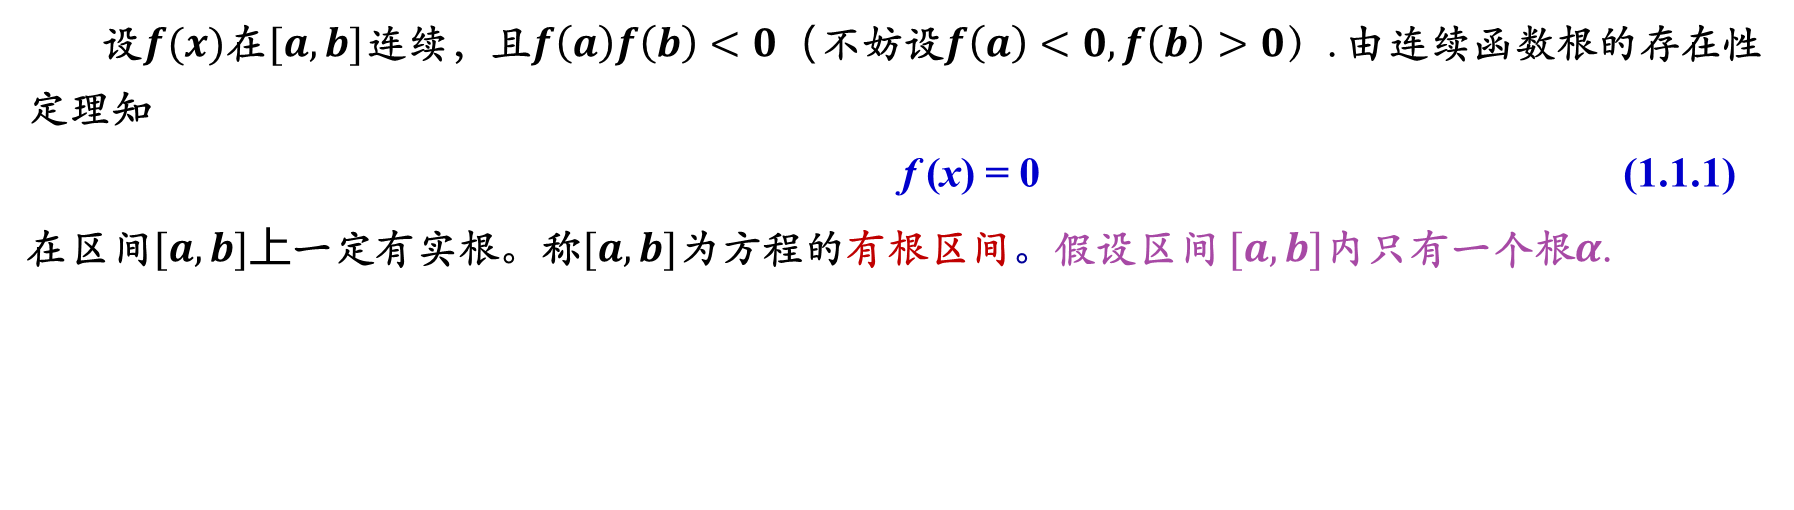 设f(x)在[a,b]连续，且f(a)f(b)<0（不妨设f(a)<0,f(b)>0）.由连续函数根的存在性
定理知
f(x)=0 (1.1.1)
在区间[a,b]上一定有实根。称[a,b]为方程的有根区间。假设区间[a,b]内只有一个根α.